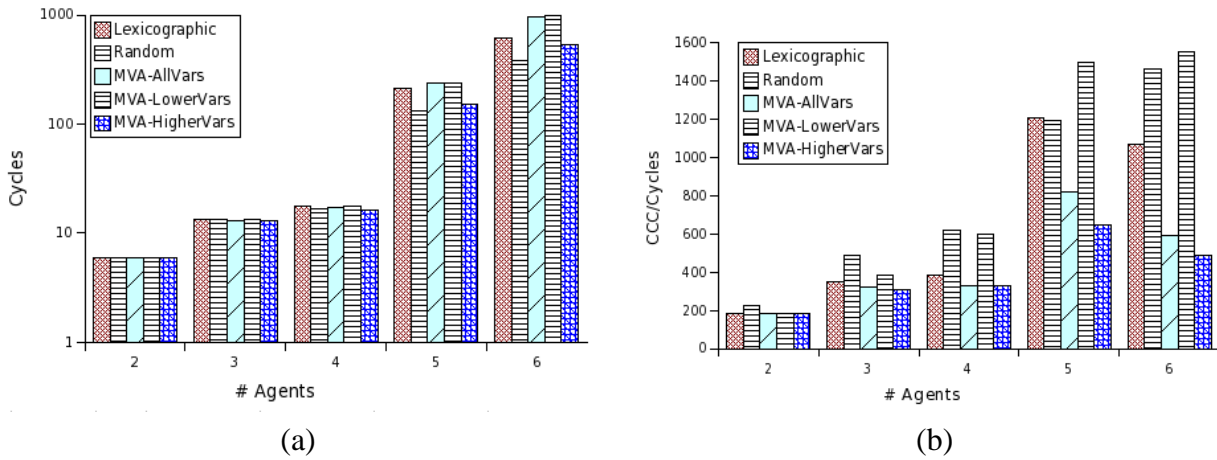 1000
100
10
1
Cycles
Lexicographic
Random
MVA-AllVars
MVA-LowerVars
MVA-HigherVars
2 3 4 5 6
# Agents
(a)
1600
1400
1200
1000
800
600
400
200
0
CCC/Cycles
Lexicographic
Random
MVA-AllVars
MVA-LowerVars
MVA-HigherVars
2 3 4 5 6
# Agents
(b)